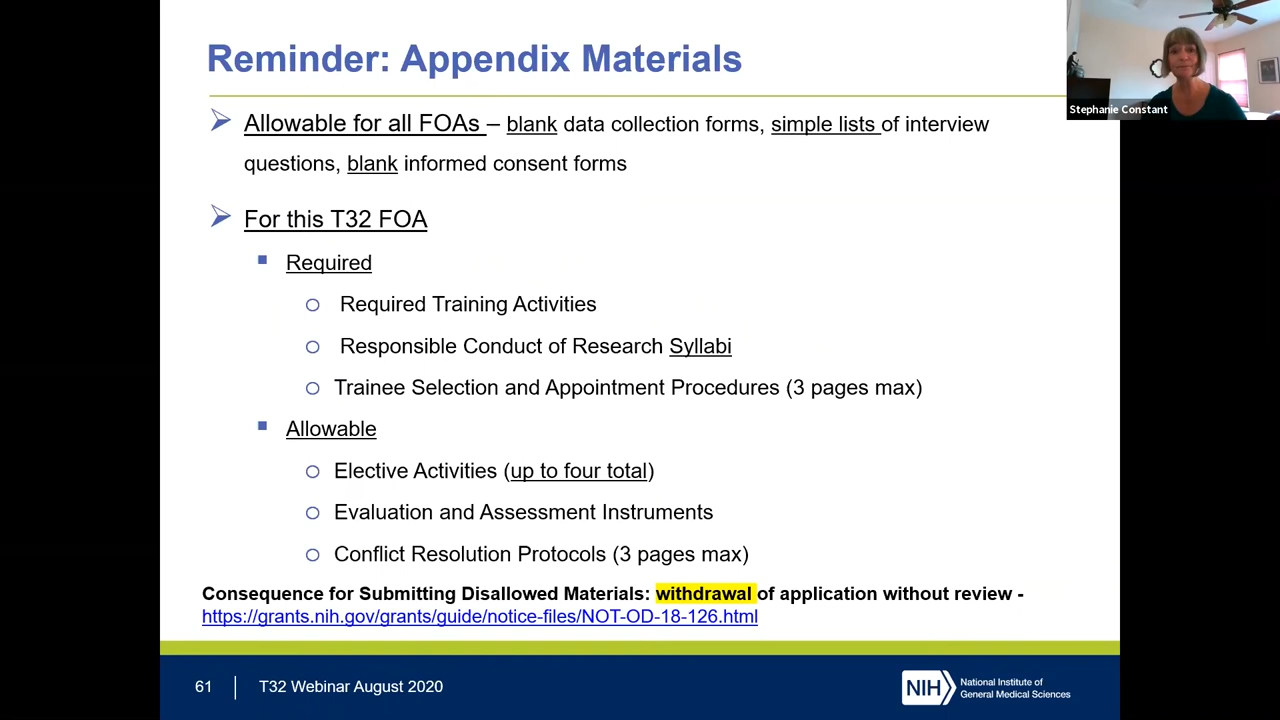 Reminder: Appendix Materials
Stephanie Constant
Allowable for all FOAs – blank data collection forms, simple lists of interview
questions, blank informed consent forms
For this T32 FOA
Required
Required Training Activities
Responsible Conduct of Research Syllabi
Trainee Selection and Appointment Procedures (3 pages max)
Allowable
Elective Activities (up to four total)
Evaluation and Assessment Instruments
Conflict Resolution Protocols (3 pages max)
Consequence for Submitting Disallowed Materials: withdrawal of application without review -
https://grants.nih.gov/grants/guide/notice-files/NOT-OD-18-126.html
61
T32 Webinar August 2020
NIH
National Institute of
General Medical Sciences